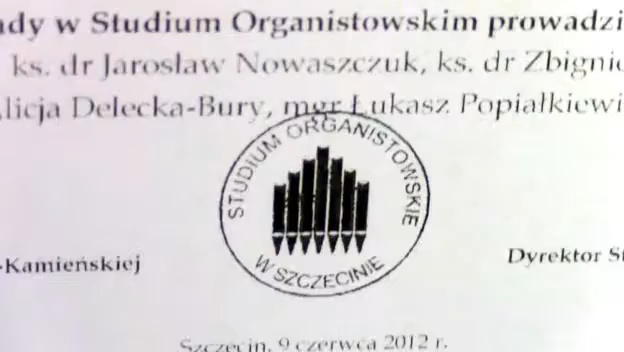 ady w Studium Organistowskim prowadzi
ks. dr Jarosław Nowaszczuk, ks. dr Zbignie
licja Delecka-Bury, mgr Łukasz Popiałkiewi
STUDIUM ORGANISTOWSKIE
W SZCZECINIE
-Kamieńskiej
Dyrektor St
Szczecin, 9 czerwca 2012 r.